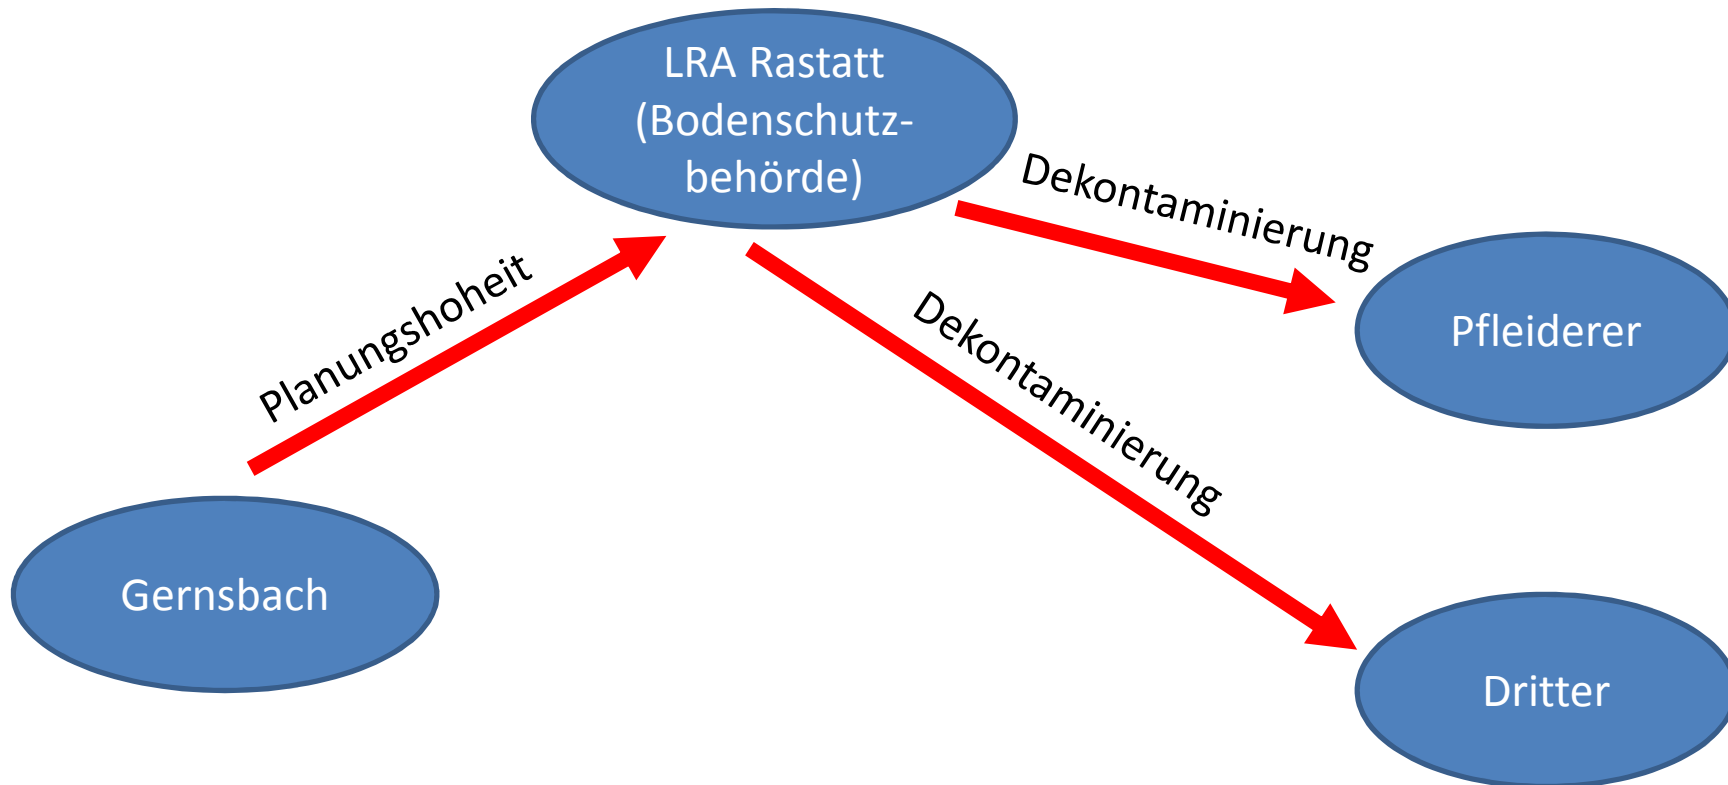 LRA Rastatt
(Bodenschutz-
behörde)
Dekontaminierung
Planungshoheit
Dekontaminierung
Pfleiderer
Gernsbach
Dritter